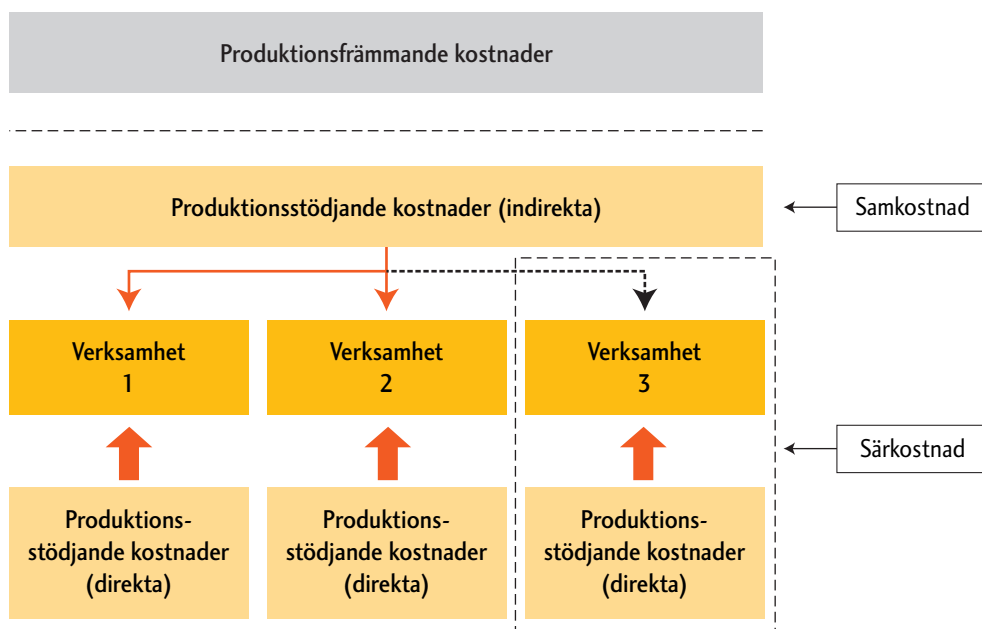 Produktionsfrämmande kostnader
Produktionsstödjande kostnader (indirekta)
Samkostnad
Verksamhet
1
Verksamhet
2
Verksamhet
3
Särkostnad
Produktions-
stödjande kostnader
(direkta)
Produktions-
stödjande kostnader
(direkta)
Produktions-
stödjande kostnader
(direkta)